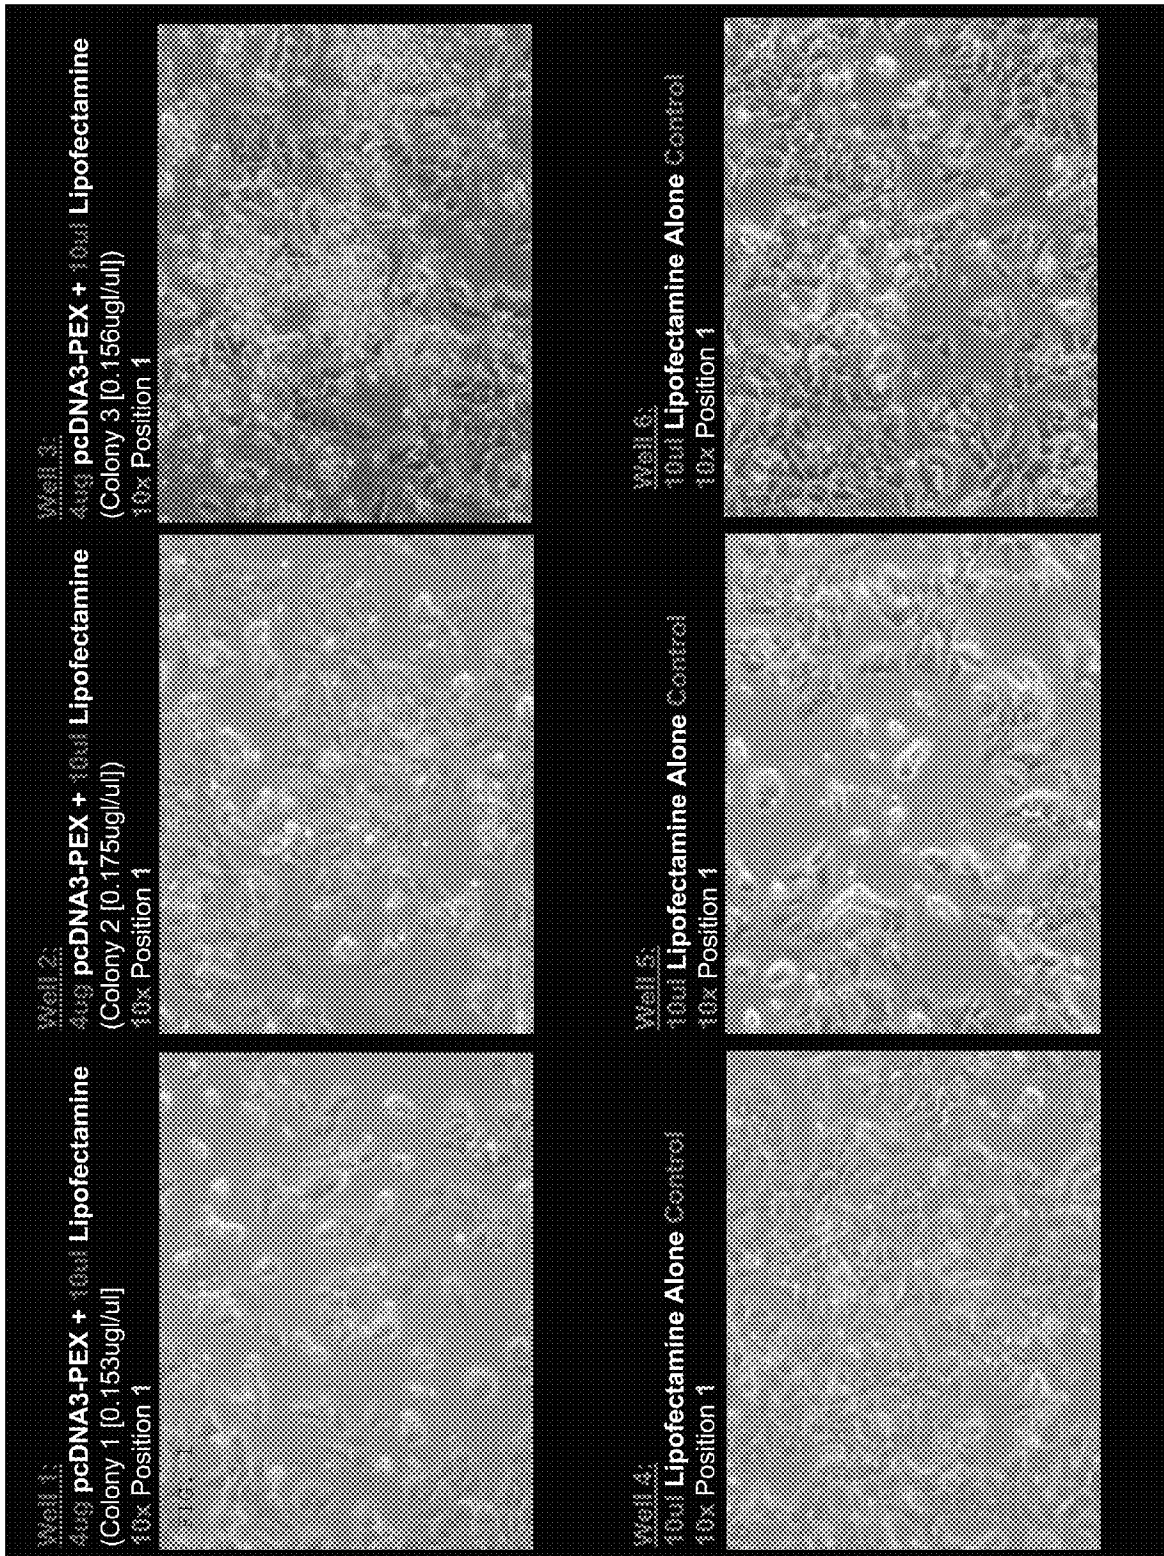 Well 1:
4ug pcDNA3-PEX + 10ul Lipofectamine
(Colony 1 [0.153ugl/ul]
10x Position 1
Well 2:
4ug pcDNA3-PEX + 10ul Lipofectamine
(Colony 2 [0.175ugl/ul])
10x Position 1
Well 3:
4ug pcDNA3-PEX + 10ul Lipofectamine
(Colony 3 [0.156ugl/ul])
10x Position 1
Well 4:
10ul Lipofectamine Alone Control
10x Position 1
Well 5:
10ul Lipofectamine Alone Control
10x Position 1
Well 6:
10ul Lipofectamine Alone Control
10x Position 1